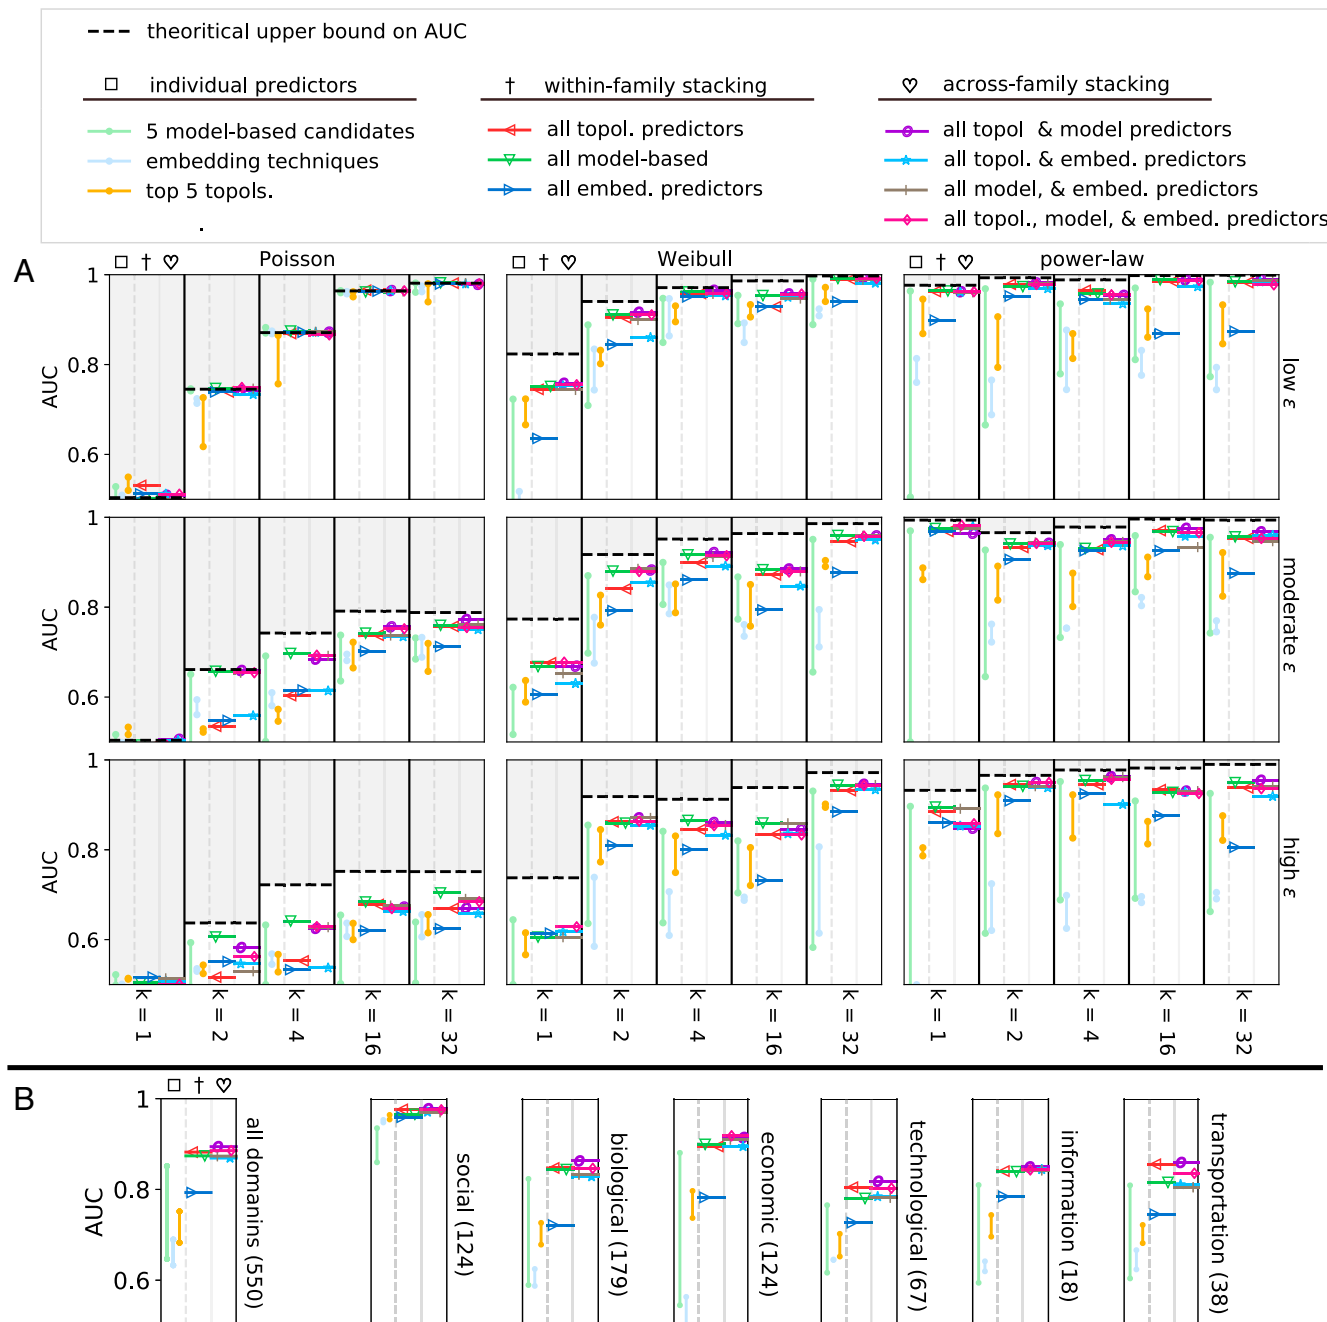 theoritical upper bound on AUC
□ individual predictors
† within-family stacking
♡ across-family stacking
5 model-based candidates
embedding techniques
top 5 topols.
.
all topol. predictors
all model-based
all embed. predictors
all topol & model predictors
all topol. & embed. predictors
all model, & embed. predictors
all topol., model, & embed. predictors
A
□ † ♡
Poisson
□ † ♡
Weibull
□ † ♡
power-law
1
0.8
0.6
AUC
low ε
1
0.8
0.6
AUC
moderate ε
1
0.8
0.6
AUC
high ε
k = 1
k = 2
k = 4
k = 16
k = 32
k = 1
k = 2
k = 4
k = 16
k = 32
k = 1
k = 2
k = 4
k = 16
k = 32
B
□ † ♡
1
0.8
0.6
AUC
all domanins (550)
social (124)
biological (179)
economic (124)
technological (67)
information (18)
transportation (38)